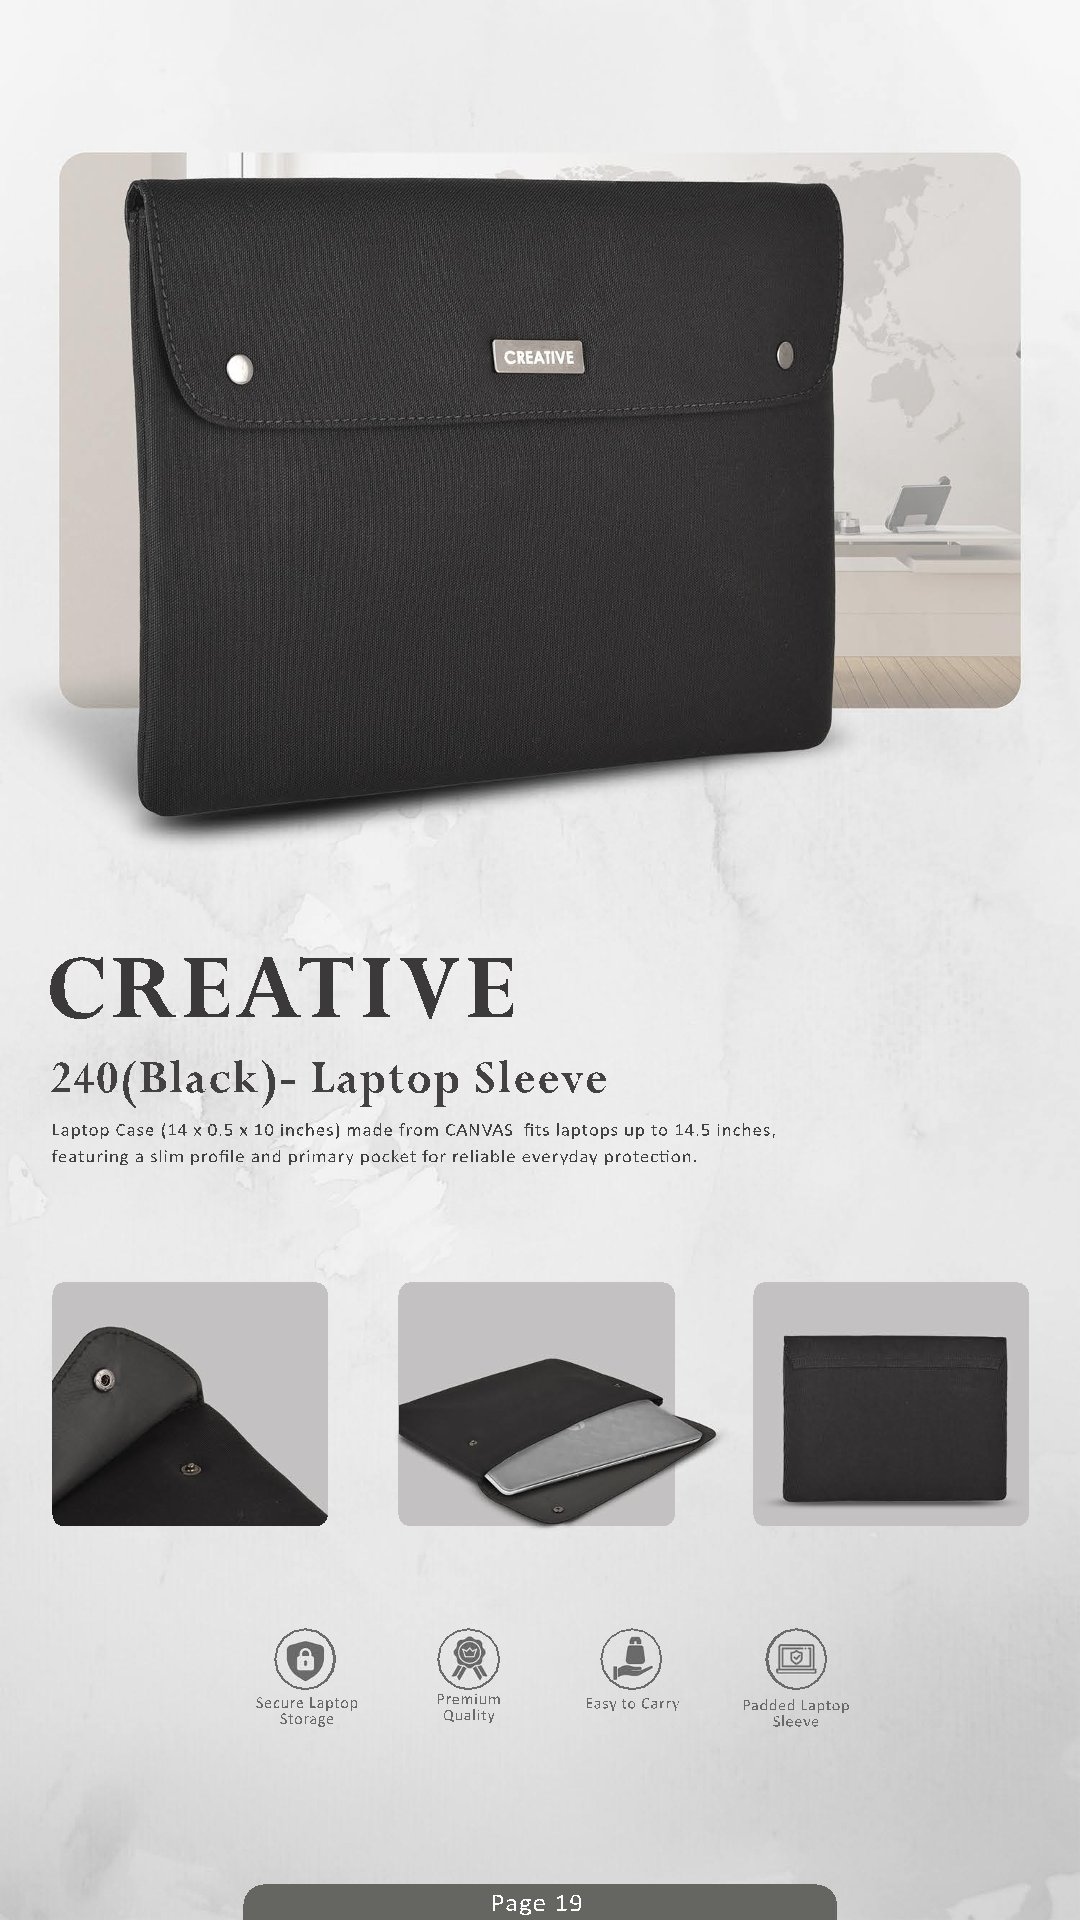 CREATIVE
CREATIVE
240(Black)- Laptop Sleeve
Laptop Case (14 x 0.5 x 10 inches) made from CANVAS fits laptops up to 14.5 inches,
featuring a slim profile and primary pocket for reliable everyday protection.
Secure Laptop
Storage
Premium
Quality
Easy to Carry
Padded Laptop
Sleeve
Page 19